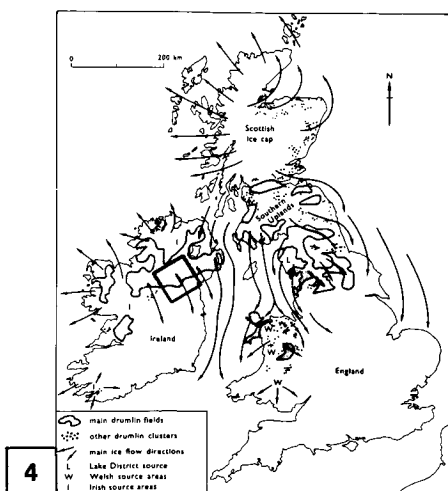 200 km
N
Scottish
ice cap
Southern
Uplands
Ireland
W
W
W
England
main drumlin fields
other drumlin clusters
main ice flow directions
L Lake District source
W Welsh source areas
I Irish source areas
4